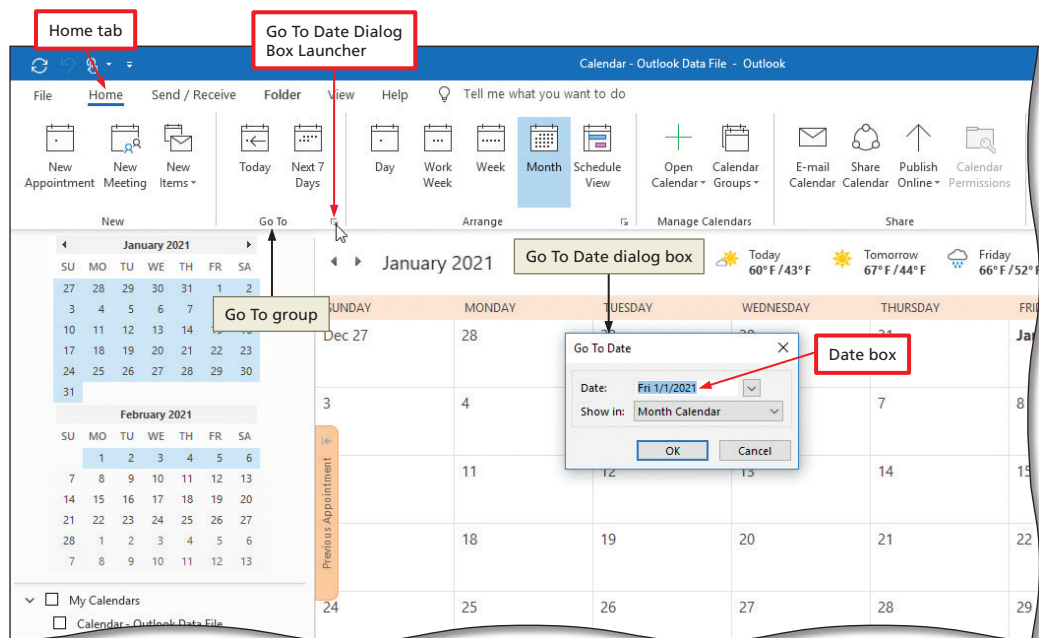 Home tab
Go To Date Dialog
Box Launcher
Calendar - Outlook Data File - Outlook
File Home Send / Receive Folder View Help Tell me what you want to do
New
Appointment
New
Meeting
New
Items
Today
Next 7
Days
Day
Work
Week
Week
Month
Schedule
View
Open
Calendar
Calendar
Groups
E-mail
Calendar
Share
Calendar
Publish
Online
Calendar
Permissions
New
Go To
Arrange
Manage Calendars
Share
January 2021
SU MO TU WE TH FR SA
27 28 29 30 31 1 2
3 4 5 6 7
10 11 12 13 14
17 18 19 20 21 22 23
24 25 26 27 28 29 30
31
February 2021
SU MO TU WE TH FR SA
1 2 3 4 5 6
7 8 9 10 11 12 13
14 15 16 17 18 19 20
21 22 23 24 25 26 27
28 1 2 3 4 5 6
7 8 9 10 11 12 13
My Calendars
Calendar - Outlook Data File
Go To group
January 2021
Go To Date dialog box
Today
60° F / 43° F
Tomorrow
67° F / 44° F
Friday
66° F / 52°
SUNDAY MONDAY TUESDAY WEDNESDAY THURSDAY FRI
Dec 27 28 29 30 31 Jan
Go To Date
Date: Fri 1/1/2021
Show in: Month Calendar
OK Cancel
Date box
3 4 7 8
Previous Appointment
11 12 13 14 15
18 19 20 21 22
24 25 26 27 28 29